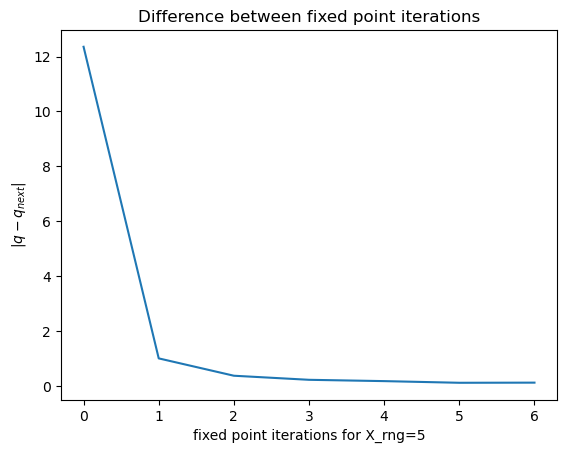 Difference between fixed point iterations
12
10
8
6
4
2
0
|q − q_next|
0 1 2 3 4 5 6
fixed point iterations for X_rng=5